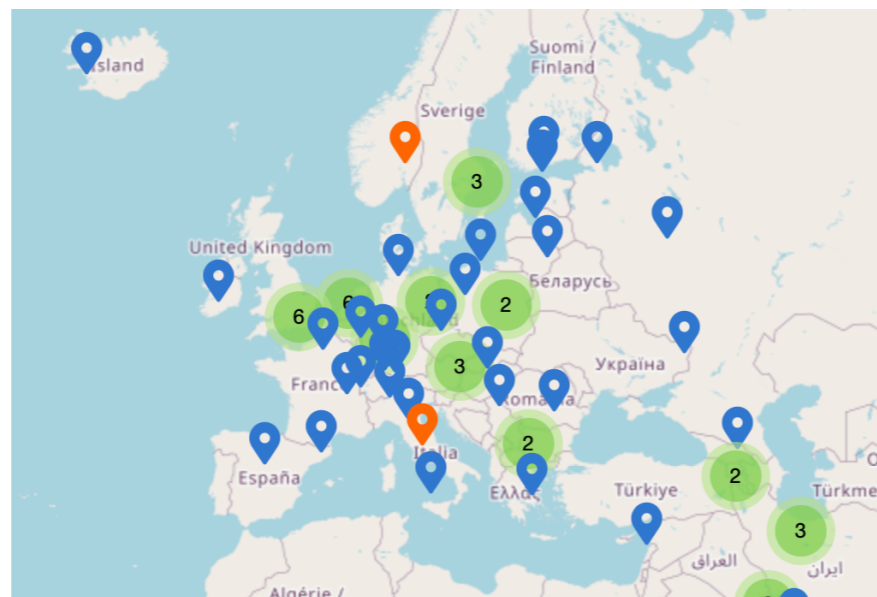 Suomi /
Finland
Ísland
Sverige
3
United Kingdom
Беларусь
6
6
2
3
Україна
France
România
2
Italia
España
Ελλάς
Türkiye
2
Türkme
3
العراق
ایران
Algérie /